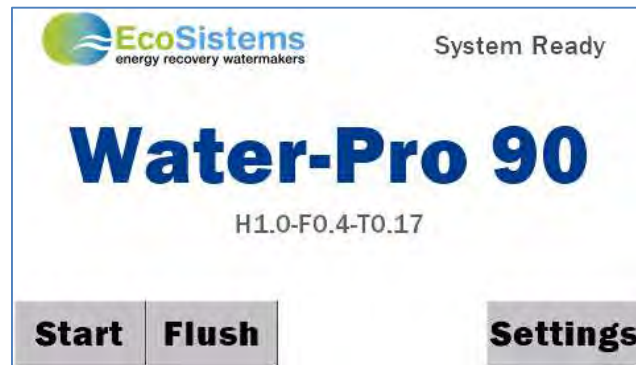 EcoSistems
energy recovery watermakers
System Ready
Water-Pro 90
H1.0-F0.4-T0.17
Start Flush Settings